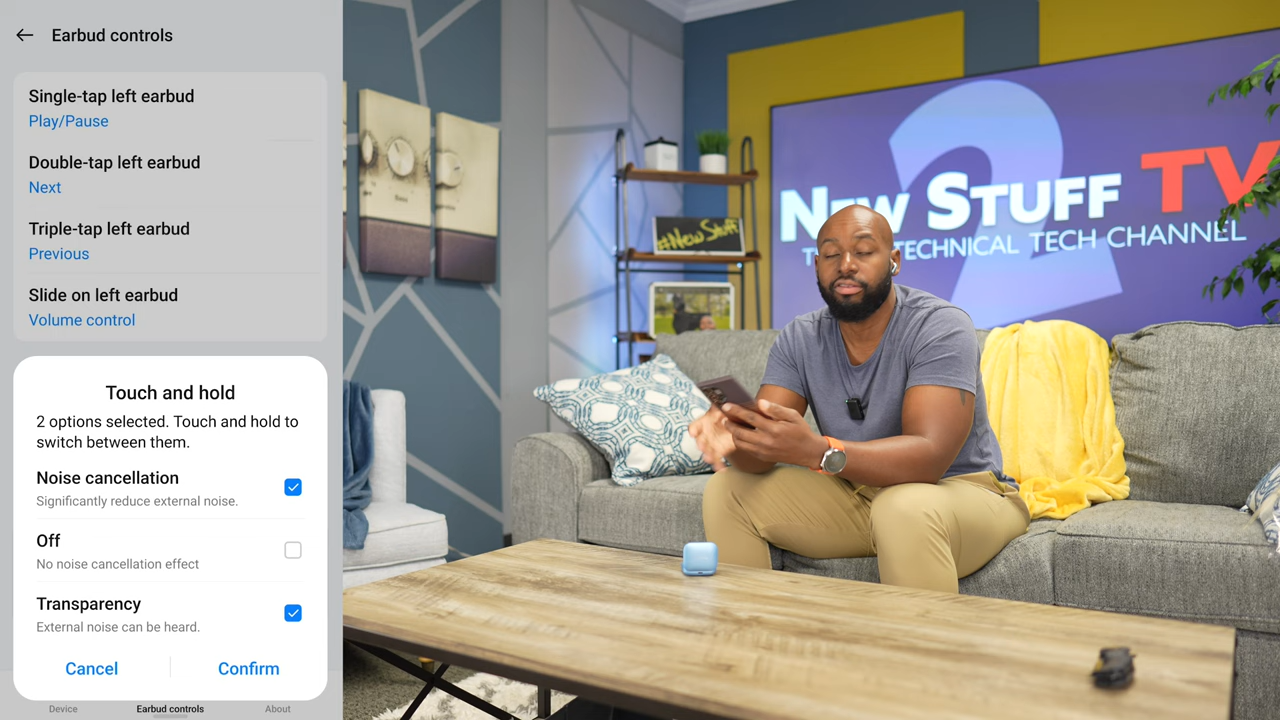 Earbud controls
Single-tap left earbud
Play/Pause
Double-tap left earbud
Next
Triple-tap left earbud
Previous
Slide on left earbud
Volume control
Touch and hold
2 options selected. Touch and hold to
switch between them.
Noise cancellation
Significantly reduce external noise.
Off
No noise cancellation effect
Transparency
External noise can be heard.
Cancel
Confirm
Device
Earbud controls
About
2
New Stuff TV
TECHNICAL TECH CHANNEL
#New Stuff
Bass